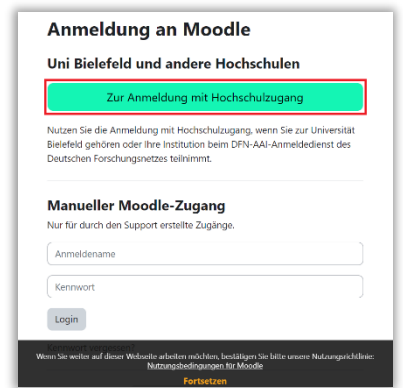 Anmeldung an Moodle
Uni Bielefeld und andere Hochschulen
Zur Anmeldung mit Hochschulzugang
Nutzen Sie die Anmeldung mit Hochschulzugang, wenn Sie zur Universität
Bielefeld gehören oder Ihre Institution beim DFN-AAI-Anmeldedienst des
Deutschen Forschungsnetzes teilnimmt.
Manueller Moodle-Zugang
Nur für durch den Support erstellte Zugänge.
Anmeldename
Kennwort
Login
Kennwort vergessen?
Wenn Sie weiter auf dieser Webseite arbeiten möchten, bestätigen Sie bitte unsere Nutzungsrichtlinie:
Nutzungsbedingungen für Moodle
Fortsetzen